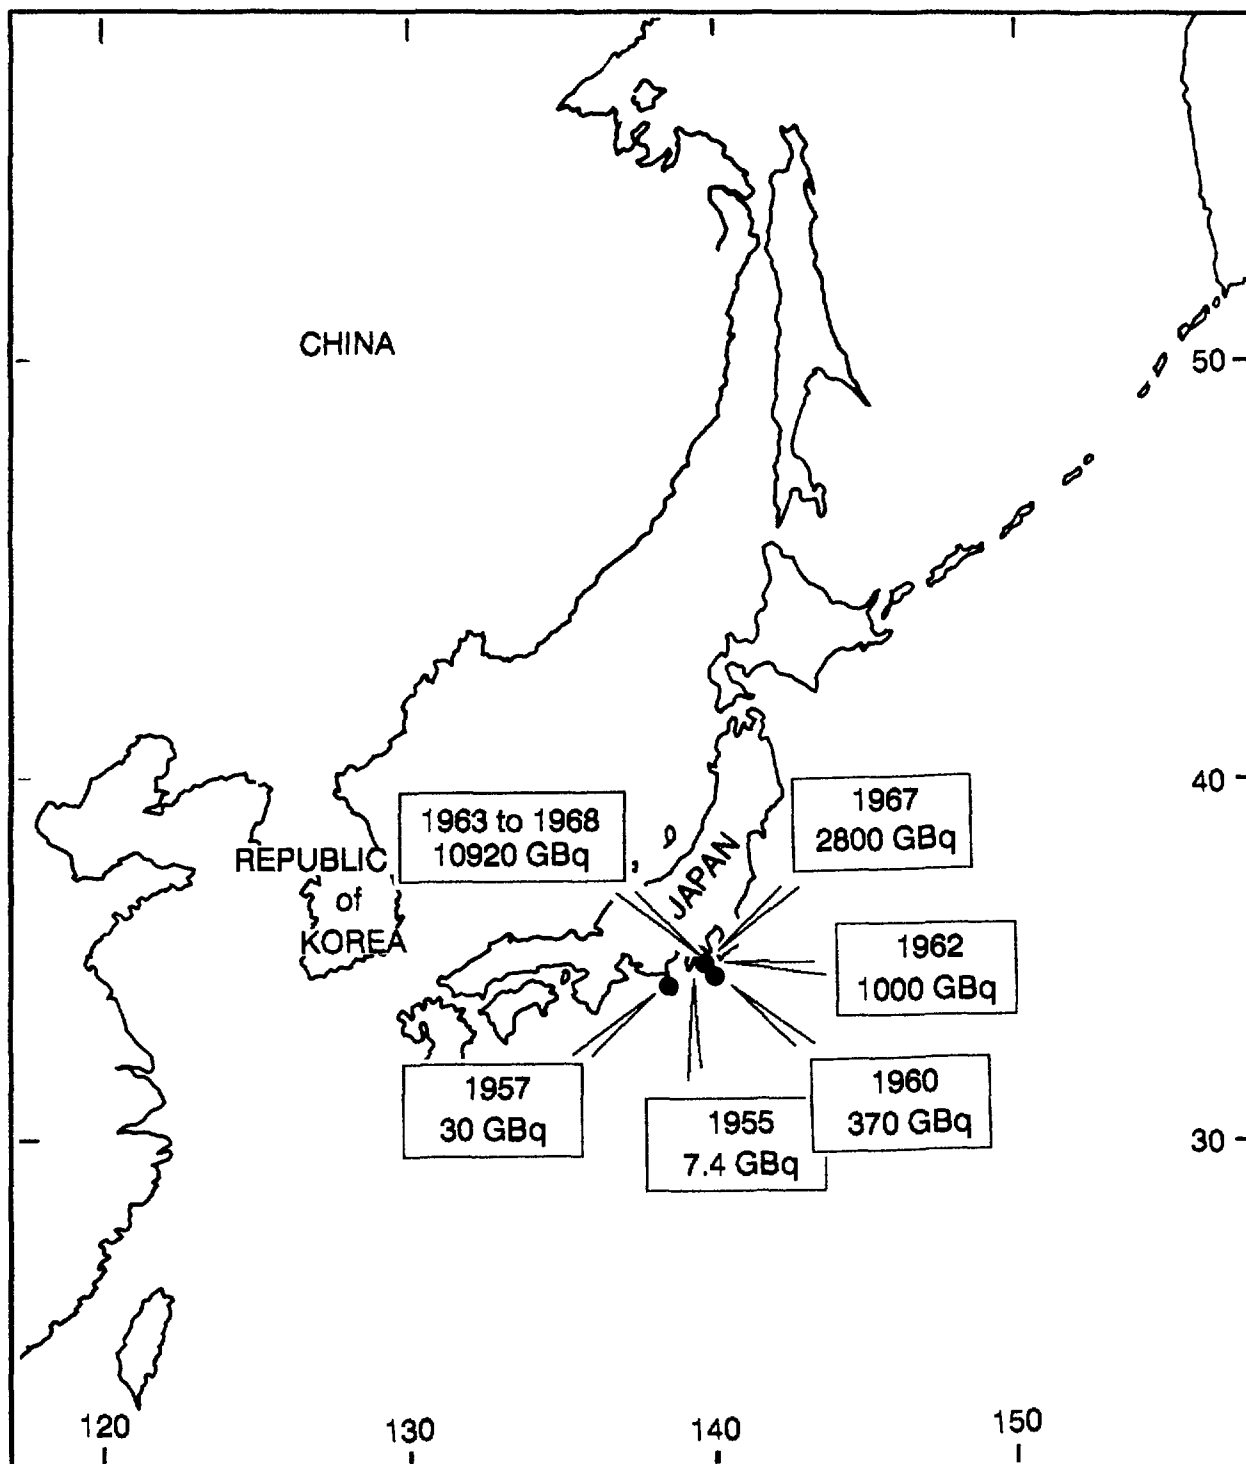 CHINA
50
40
1967
2800 GBq
1963 to 1968
10920 GBq
JAPAN
REPUBLIC
of
KOREA
1962
1000 GBq
1957
30 GBq
1955
7.4 GBq
1960
370 GBq
30
120
130
140
150